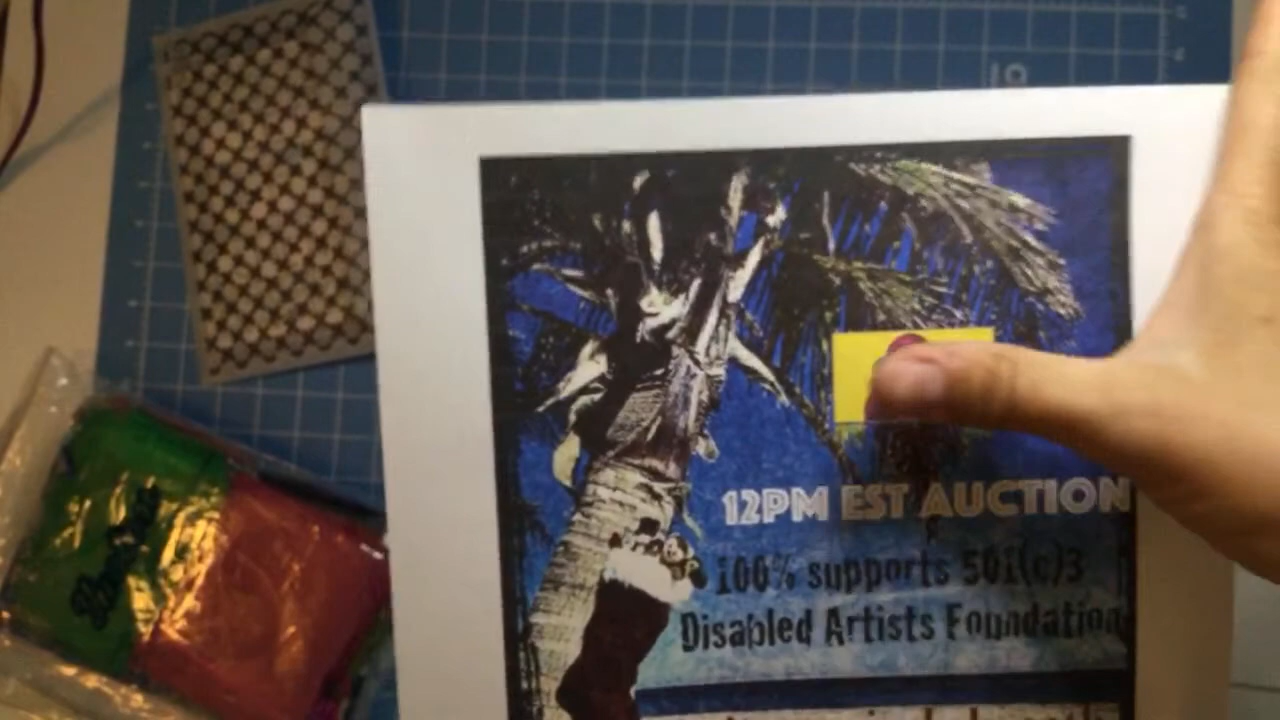 12PM EST AUCTION
100% supports 501(c)3
Disabled Artists Foundation